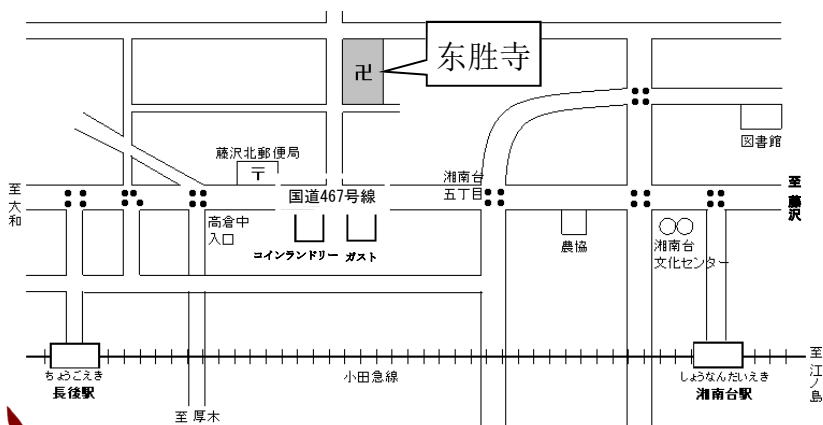 东胜寺
卍
図書館
藤沢北郵便局
〒
至大和
国道467号線
湘南台
五丁目
至藤沢
高倉中
入口
コインランドリー
ガスト
農協
湘南台
文化センター
ちょうごえき
長後駅
至厚木
小田急線
しょうなんだいえき
湘南台駅
至江ノ島